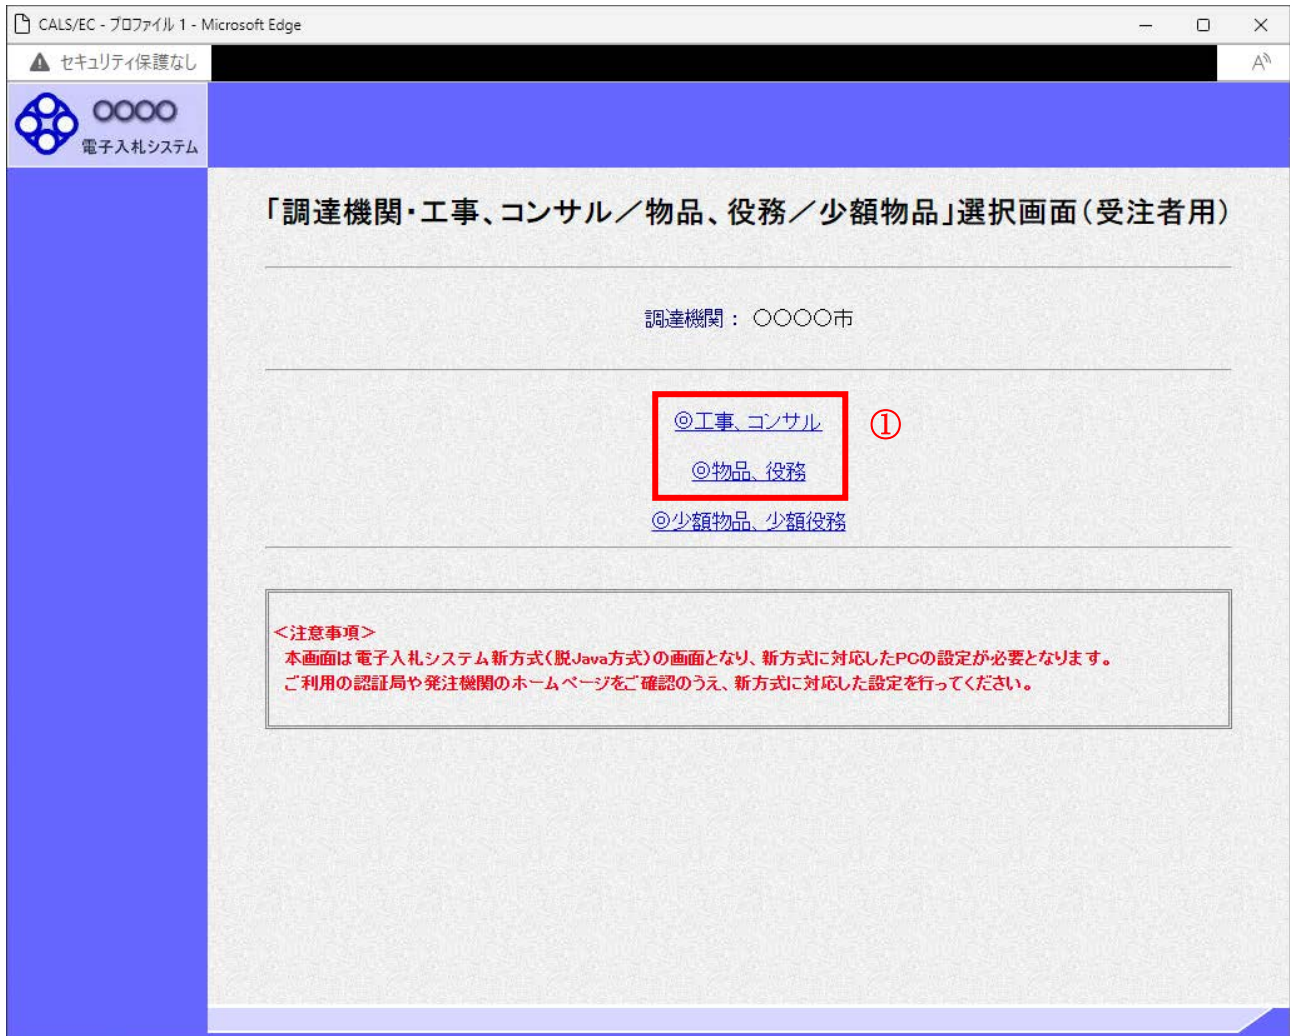 CALS/EC - プロファイル 1 - Microsoft Edge
セキュリティ保護なし
〇〇〇〇
電子入札システム
「調達機関・工事、コンサル／物品、役務／少額物品」選択画面(受注者用)
調達機関： 〇〇〇〇市
◎工事、コンサル
①
◎物品、役務
◎少額物品、少額役務
＜注意事項＞
本画面は電子入札システム新方式(脱Java方式)の画面となり、新方式に対応したPCの設定が必要となります。
ご利用の認証局や発注機関のホームページをご確認のうえ、新方式に対応した設定を行ってください。